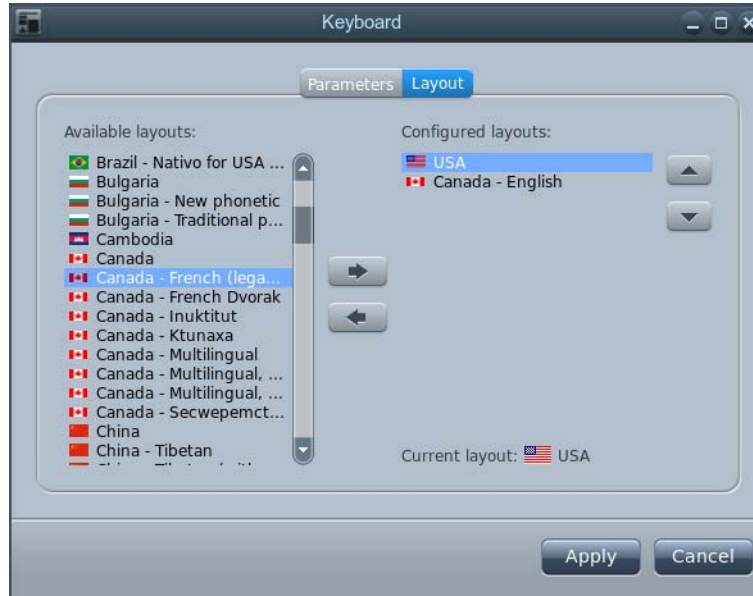 Keyboard
Parameters
Layout
Available layouts:
Brazil - Nativo for USA ...
Bulgaria
Bulgaria - New phonetic
Bulgaria - Traditional p...
Cambodia
Canada
Canada - French (lega...
Canada - French Dvorak
Canada - Inuktitut
Canada - Ktunaxa
Canada - Multilingual
Canada - Multilingual, ...
Canada - Multilingual, ...
Canada - Secwepemct...
China
China - Tibetan
Configured layouts:
USA
Canada - English
Current layout: USA
Apply
Cancel